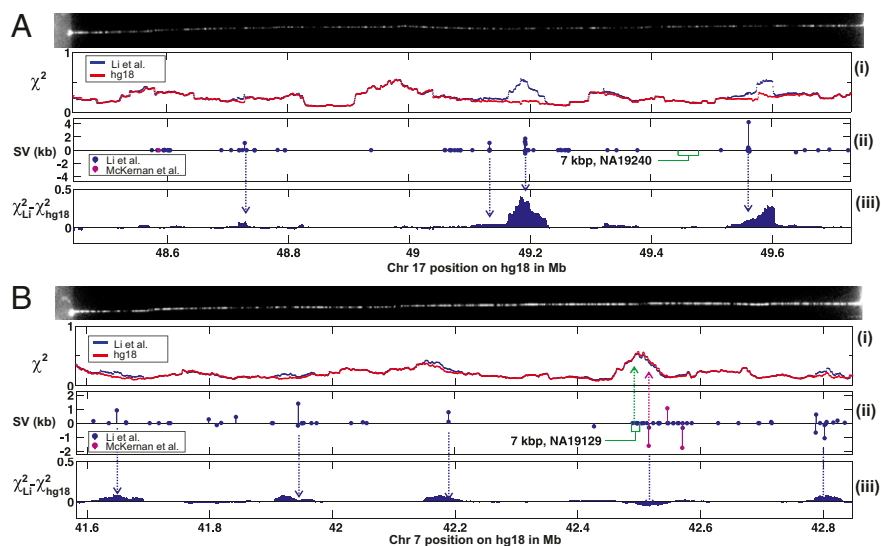 A
1
χ²
0
Li et al.
hg18
(i)
4
2
0
-2
-4
SV (kb)
Li et al.
McKernan et al.
7 kbp, NA19240
(ii)
0.5
χ²Li-χ²hg18
0
(iii)
48.6 48.8 49 49.2 49.4 49.6
Chr 17 position on hg18 in Mb
B
1
χ²
0
Li et al.
hg18
(i)
2
1
0
-1
-2
SV (kb)
Li et al.
McKernan et al.
7 kbp, NA19129
(ii)
0.5
χ²Li-χ²hg18
0
(iii)
41.6 41.8 42 42.2 42.4 42.6 42.8
Chr 7 position on hg18 in Mb